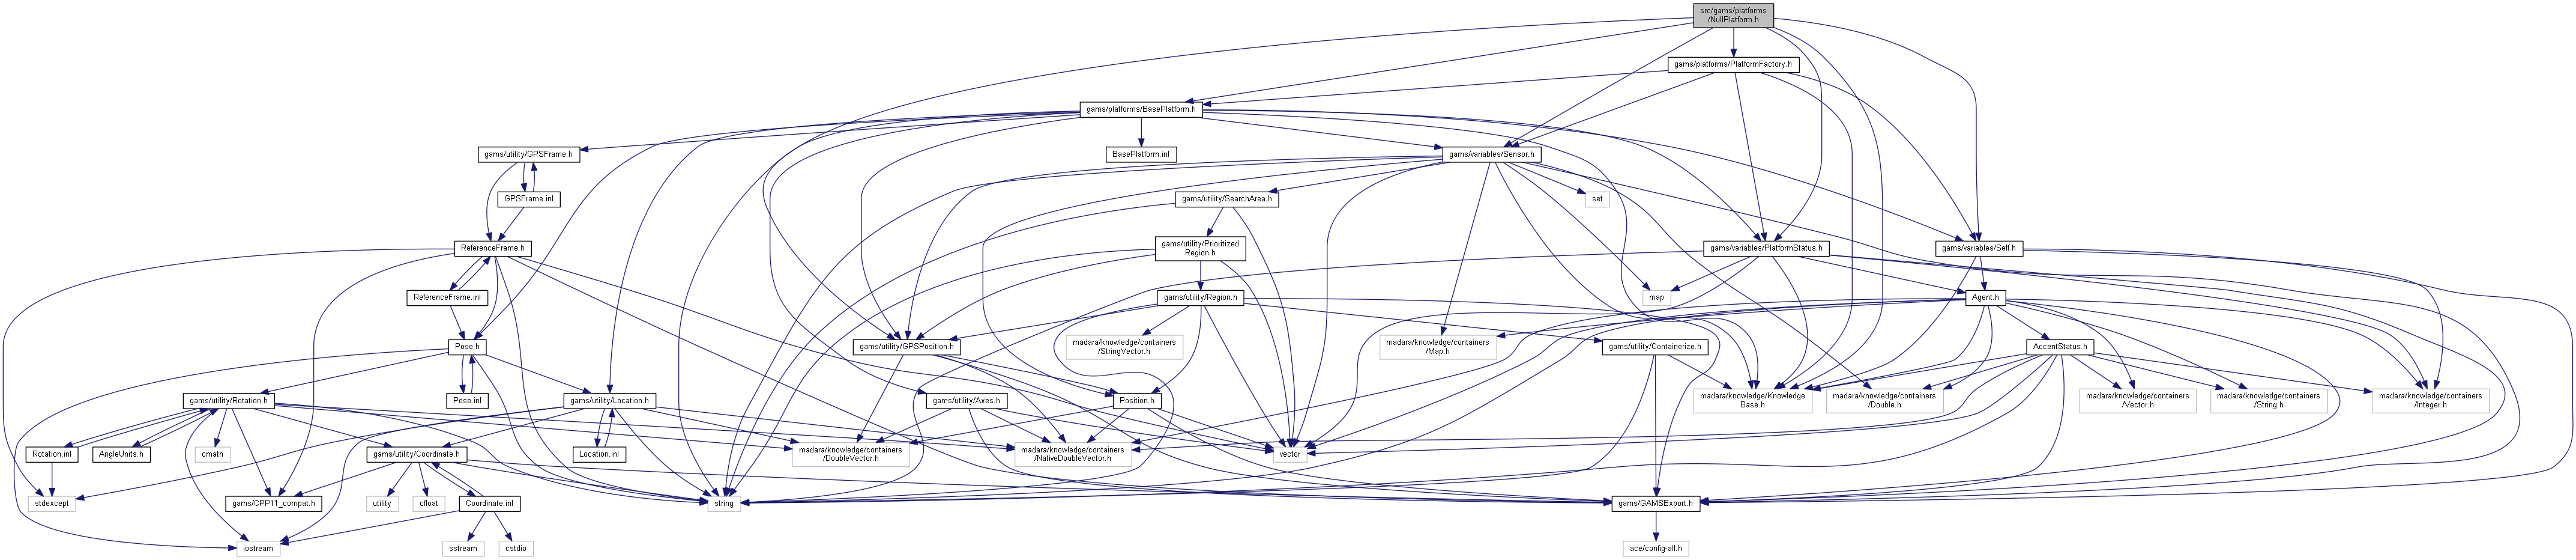 src/gams/platforms
/NullPlatform.h
gams/platforms/PlatformFactory.h
gams/platforms/BasePlatform.h
gams/utility/GPSFrame.h
BasePlatform.inl
gams/variables/Sensor.h
GPSFrame.inl
gams/utility/SearchArea.h
set
ReferenceFrame.h
gams/utility/Prioritized
Region.h
gams/variables/PlatformStatus.h
gams/variables/Self.h
ReferenceFrame.inl
gams/utility/Region.h
map
Agent.h
Pose.h
gams/utility/GPSPosition.h
madara/knowledge/containers
/StringVector.h
madara/knowledge/containers
/Map.h
gams/utility/Containerize.h
AccentStatus.h
gams/utility/Rotation.h
Pose.inl
gams/utility/Location.h
gams/utility/Axes.h
Position.h
madara/knowledge/Knowledge
Base.h
madara/knowledge/containers
/Double.h
madara/knowledge/containers
/Vector.h
madara/knowledge/containers
/String.h
madara/knowledge/containers
/Integer.h
Rotation.inl
AngleUnits.h
cmath
gams/utility/Coordinate.h
Location.inl
madara/knowledge/containers
/DoubleVector.h
madara/knowledge/containers
/NativeDoubleVector.h
vector
stdexcept
gams/CPP11_compat.h
utility
cfloat
Coordinate.inl
string
gams/GAMSExport.h
iostream
sstream
cstdio
ace/config-all.h